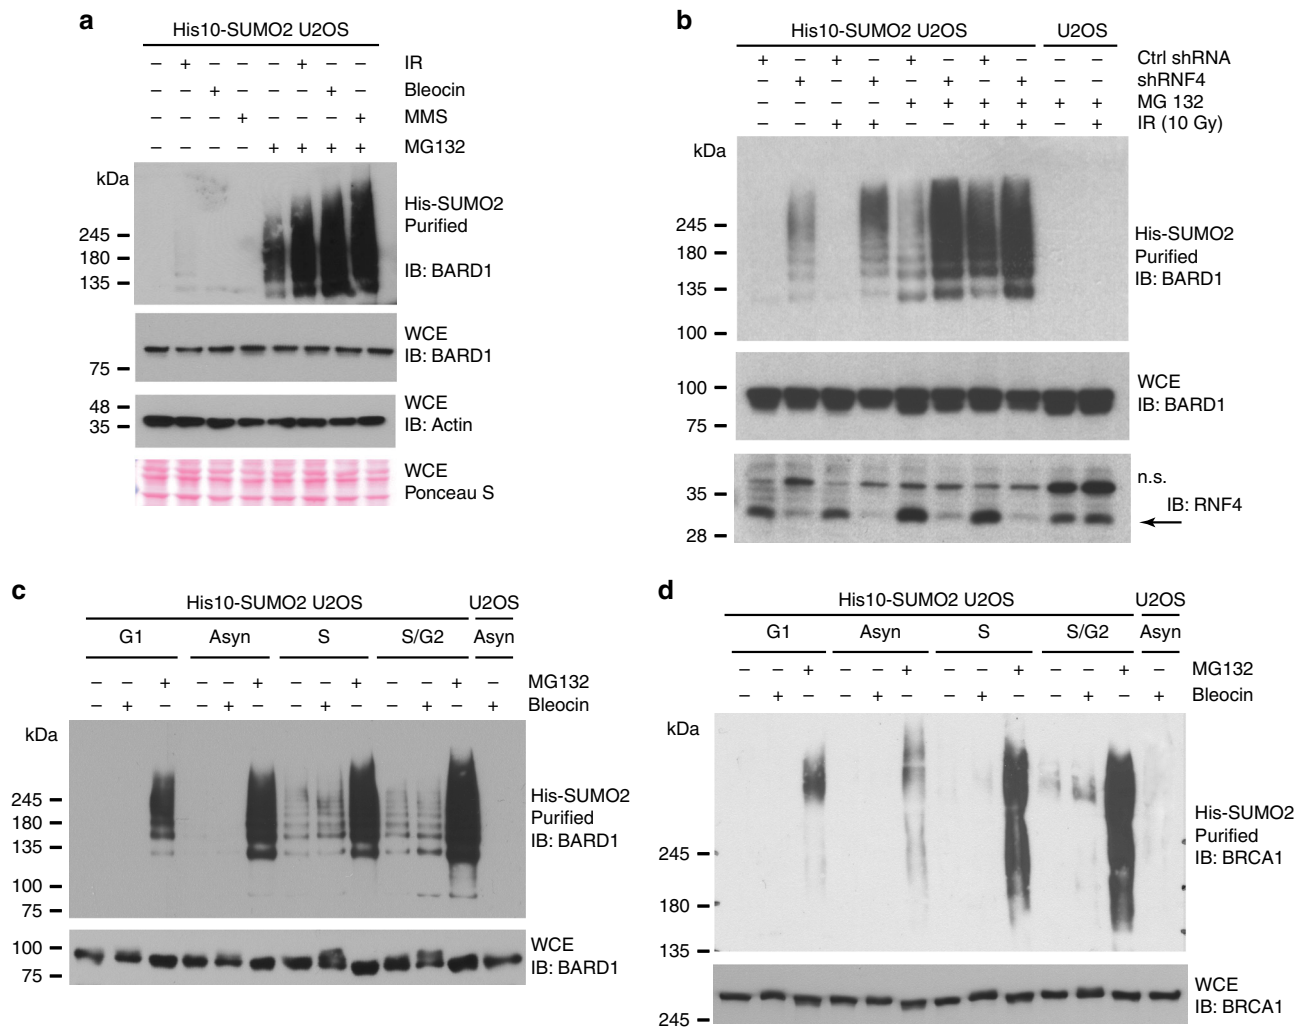 a
His10-SUMO2 U2OS
– + – – – + – – IR
– – + – – – + – Bleocin
– – – + – – – + MMS
– – – – + + + + MG132
kDa
His-SUMO2
Purified
IB: BARD1
245
180
135
WCE
IB: BARD1
75
48
35
WCE
IB: Actin
WCE
Ponceau S
b
His10-SUMO2 U2OS U2OS
+ – + – + – + – – – Ctrl shRNA
– + – + – + – + – – shRNF4
– – – – + + + + + + MG 132
– – + + – – + + – + IR (10 Gy)
kDa
245
180
135
100
His-SUMO2
Purified
IB: BARD1
100
75
WCE
IB: BARD1
35
28
n.s.
IB: RNF4
c
His10-SUMO2 U2OS U2OS
G1 Asyn S S/G2 Asyn
– – + – – + – – + – – + – MG132
– + – – + – – + – – + – + Bleocin
kDa
245
180
135
100
75
His-SUMO2
Purified
IB: BARD1
100
75
WCE
IB: BARD1
d
His10-SUMO2 U2OS U2OS
G1 Asyn S S/G2 Asyn
– – + – – + – – + – – + – MG132
– + – – + – – + – – + – + Bleocin
kDa
245
180
135
His-SUMO2
Purified
IB: BRCA1
245
WCE
IB: BRCA1